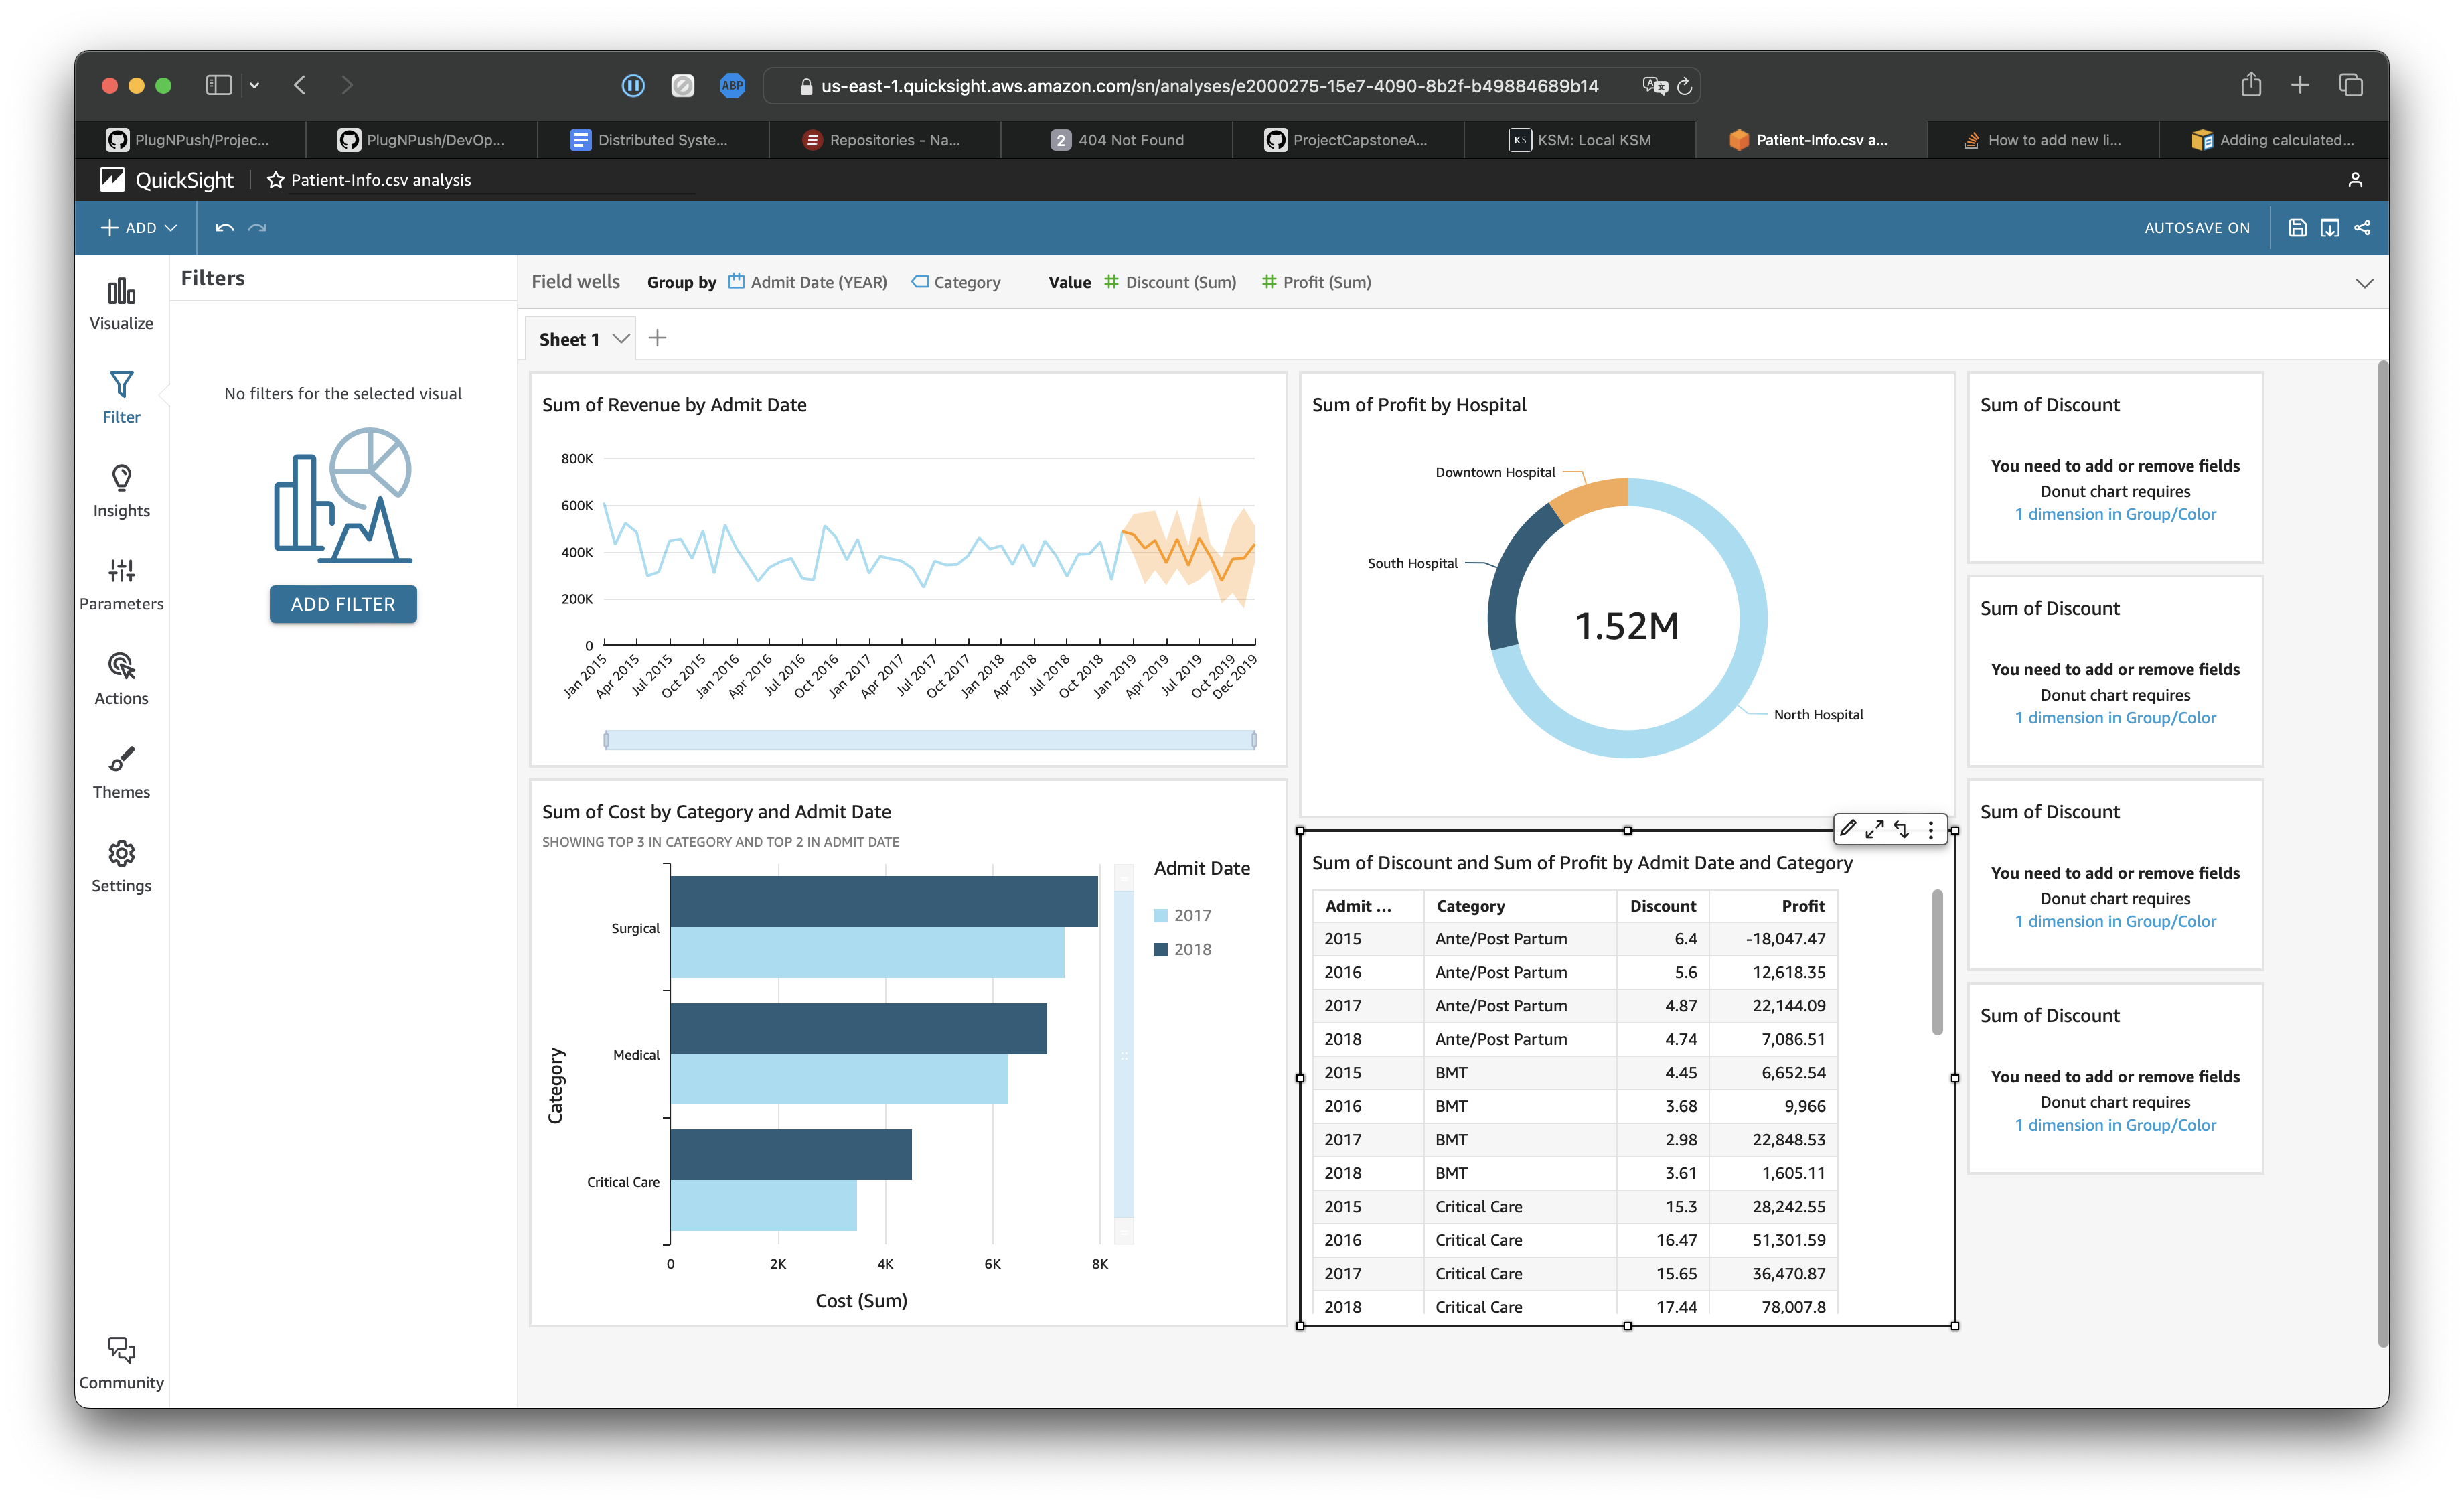 us-east-1.quicksight.aws.amazon.com/sn/analyses/e2000275-15e7-4090-8b2f-b49884689b14
ABP
PlugNPush/Projec...
PlugNPush/DevOp...
Distributed Syste...
Repositories - Na...
2 404 Not Found
ProjectCapstoneA...
KS KSM: Local KSM
Patient-Info.csv a...
How to add new li...
Adding calculated...
QuickSight
Patient-Info.csv analysis
ADD
AUTOSAVE ON
Visualize
Filter
Insights
Parameters
Actions
Themes
Settings
Community
Filters
No filters for the selected visual
ADD FILTER
Field wells Group by Admit Date (YEAR) Category Value Discount (Sum) Profit (Sum)
Sheet 1
Sum of Revenue by Admit Date
800K
600K
400K
200K
0
Jan 2015
Apr 2015
Jul 2015
Oct 2015
Jan 2016
Apr 2016
Jul 2016
Oct 2016
Jan 2017
Apr 2017
Jul 2017
Oct 2017
Jan 2018
Apr 2018
Jul 2018
Oct 2018
Jan 2019
Apr 2019
Jul 2019
Oct 2019
Dec 2019
Sum of Profit by Hospital
Downtown Hospital
South Hospital
1.52M
North Hospital
Sum of Cost by Category and Admit Date
SHOWING TOP 3 IN CATEGORY AND TOP 2 IN ADMIT DATE
Category
Surgical
Medical
Critical Care
0 2K 4K 6K 8K
Cost (Sum)
Admit Date
2017
2018
Sum of Discount and Sum of Profit by Admit Date and Category
Admit ... Category Discount Profit
2015 Ante/Post Partum 6.4 -18,047.47
2016 Ante/Post Partum 5.6 12,618.35
2017 Ante/Post Partum 4.87 22,144.09
2018 Ante/Post Partum 4.74 7,086.51
2015 BMT 4.45 6,652.54
2016 BMT 3.68 9,966
2017 BMT 2.98 22,848.53
2018 BMT 3.61 1,605.11
2015 Critical Care 15.3 28,242.55
2016 Critical Care 16.47 51,301.59
2017 Critical Care 15.65 36,470.87
2018 Critical Care 17.44 78,007.8
Sum of Discount
You need to add or remove fields
Donut chart requires
1 dimension in Group/Color
Sum of Discount
You need to add or remove fields
Donut chart requires
1 dimension in Group/Color
Sum of Discount
You need to add or remove fields
Donut chart requires
1 dimension in Group/Color
Sum of Discount
You need to add or remove fields
Donut chart requires
1 dimension in Group/Color